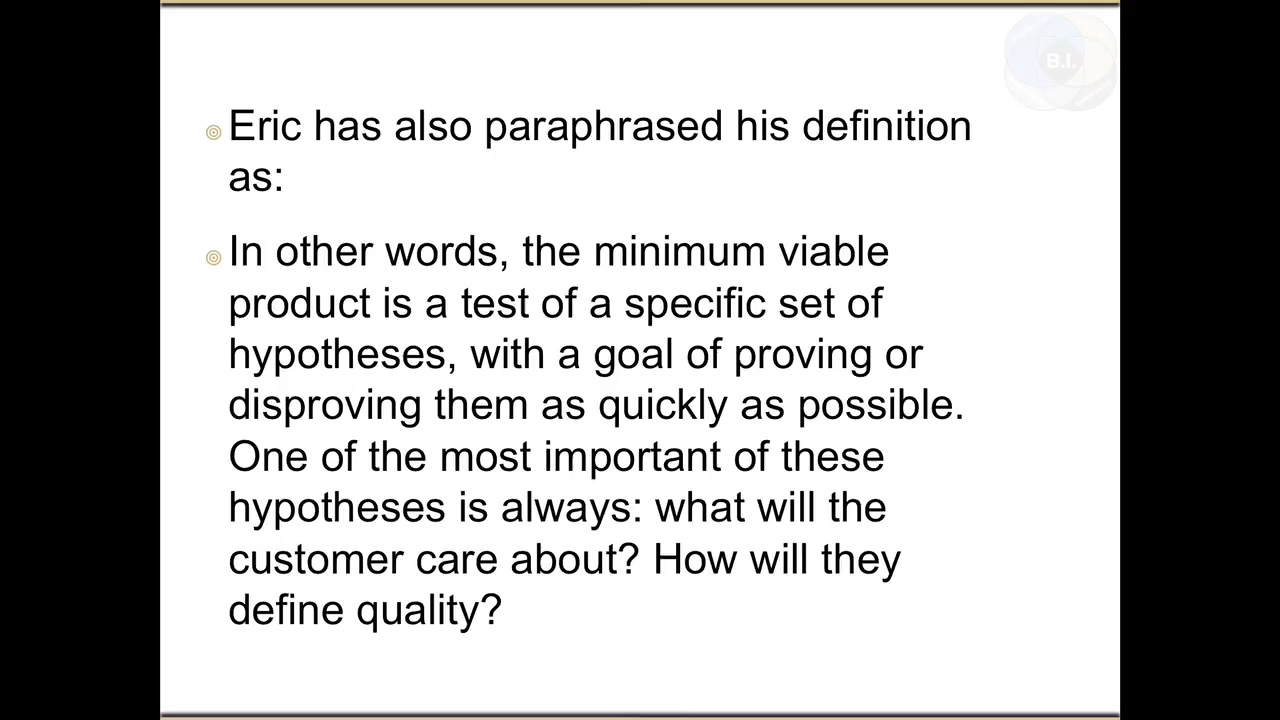 B.I.
Eric has also paraphrased his definition
as:
In other words, the minimum viable
product is a test of a specific set of
hypotheses, with a goal of proving or
disproving them as quickly as possible.
One of the most important of these
hypotheses is always: what will the
customer care about? How will they
define quality?